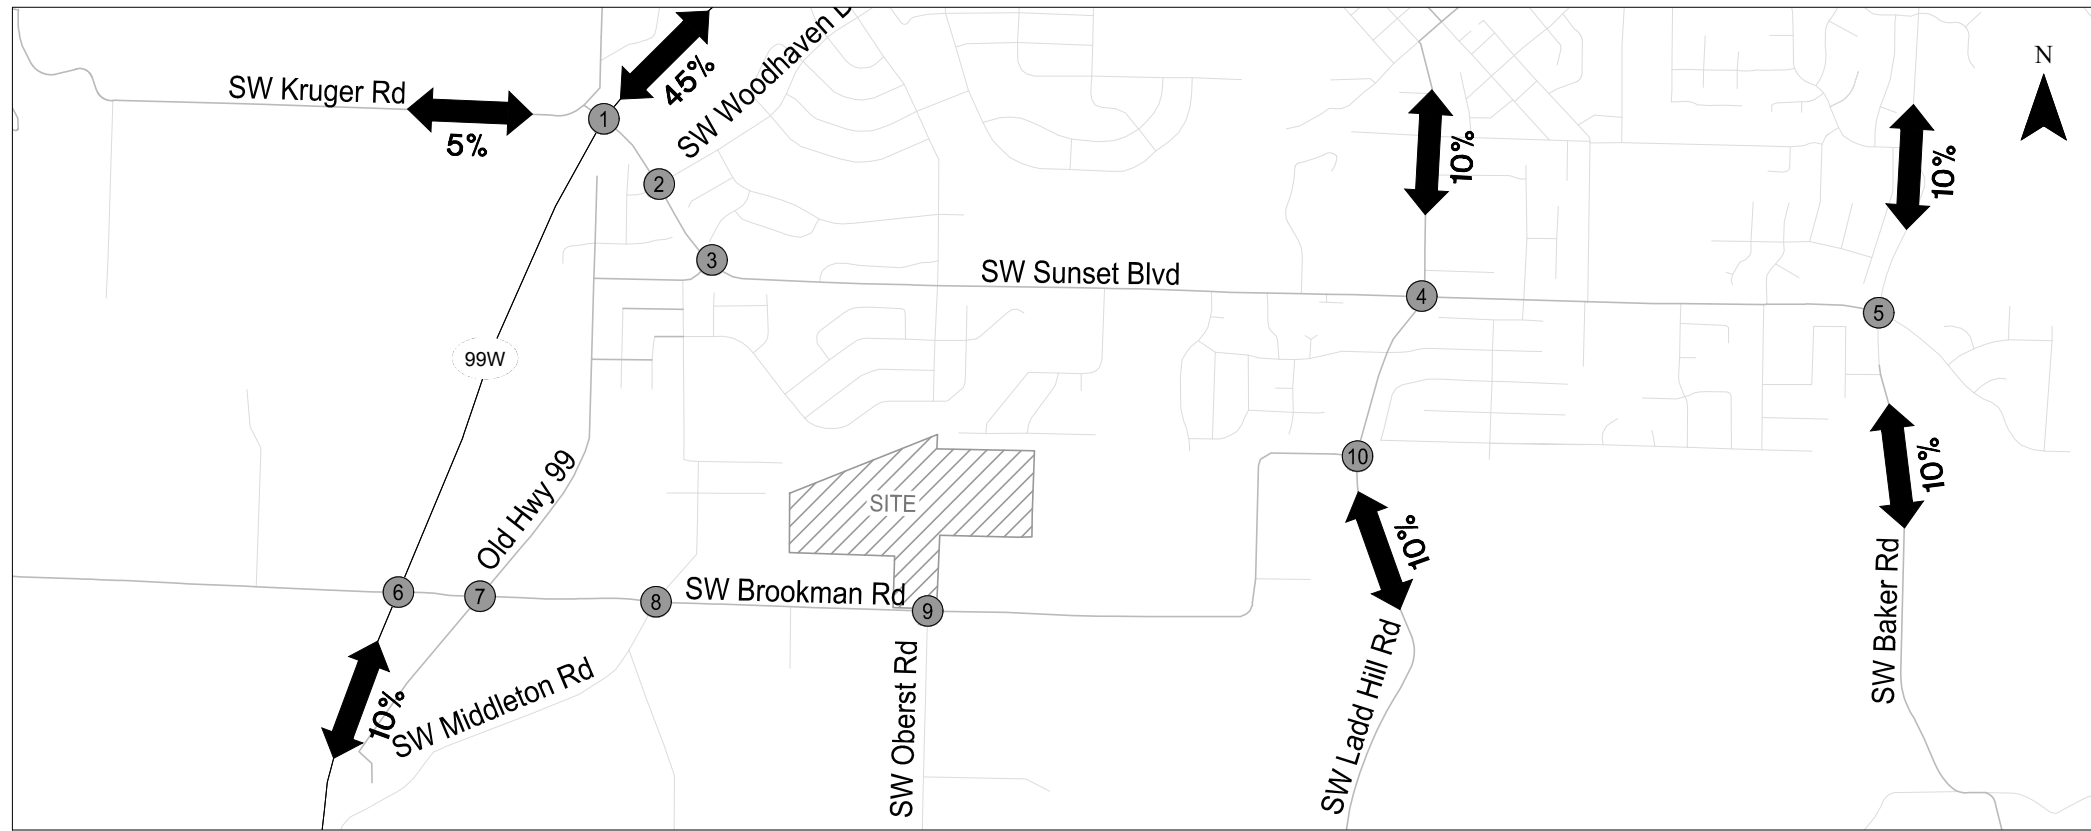 SW Kruger Rd
5%
45%
SW Woodhaven
10%
10%
N
1
2
3
SW Sunset Blvd
4
5
99W
Old Hwy 99
SITE
10
10%
10%
6
7
8
SW Brookman Rd
9
10%
SW Middleton Rd
SW Oberst Rd
SW Ladd Hill Rd
SW Baker Rd